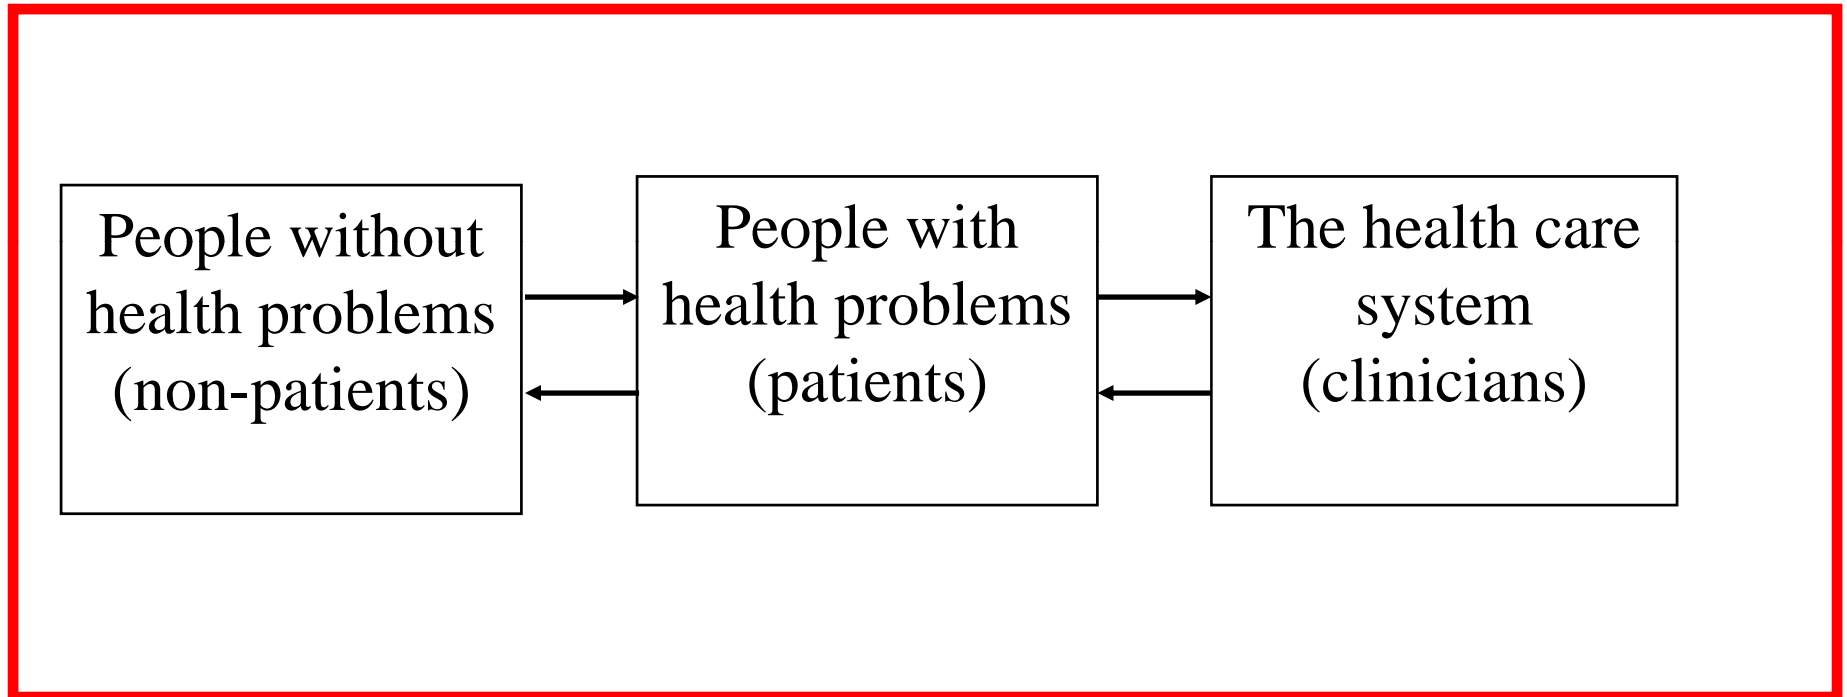 People without
health problems
(non-patients)
People with
health problems
(patients)
The health care
system
(clinicians)